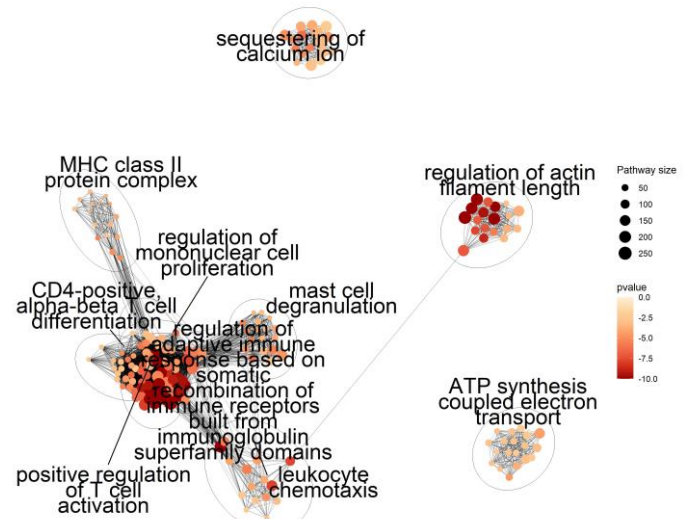 sequestering of
calcium ion
MHC class II
protein complex
regulation of actin
filament length
Pathway size
50
100
150
200
250
regulation of
mononuclear cell
proliferation
pvalue
0.0
-2.5
-5.0
-7.5
-10.0
CD4-positive,
alpha-beta T cell
differentiation
mast cell
degranulation
regulation of
adaptive immune
response based on
somatic
recombination of
immune receptors
built from
immunoglobulin
superfamily domains
ATP synthesis
coupled electron
transport
positive regulation
of T cell
activation
leukocyte
chemotaxis